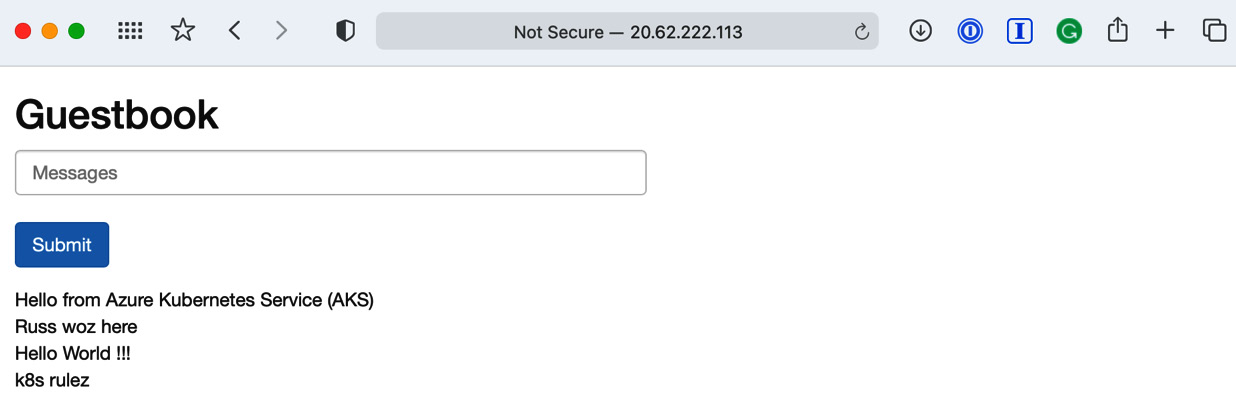 Not Secure — 20.62.222.113
Guestbook
Messages
Submit
Hello from Azure Kubernetes Service (AKS)
Russ woz here
Hello World !!!
k8s rulez